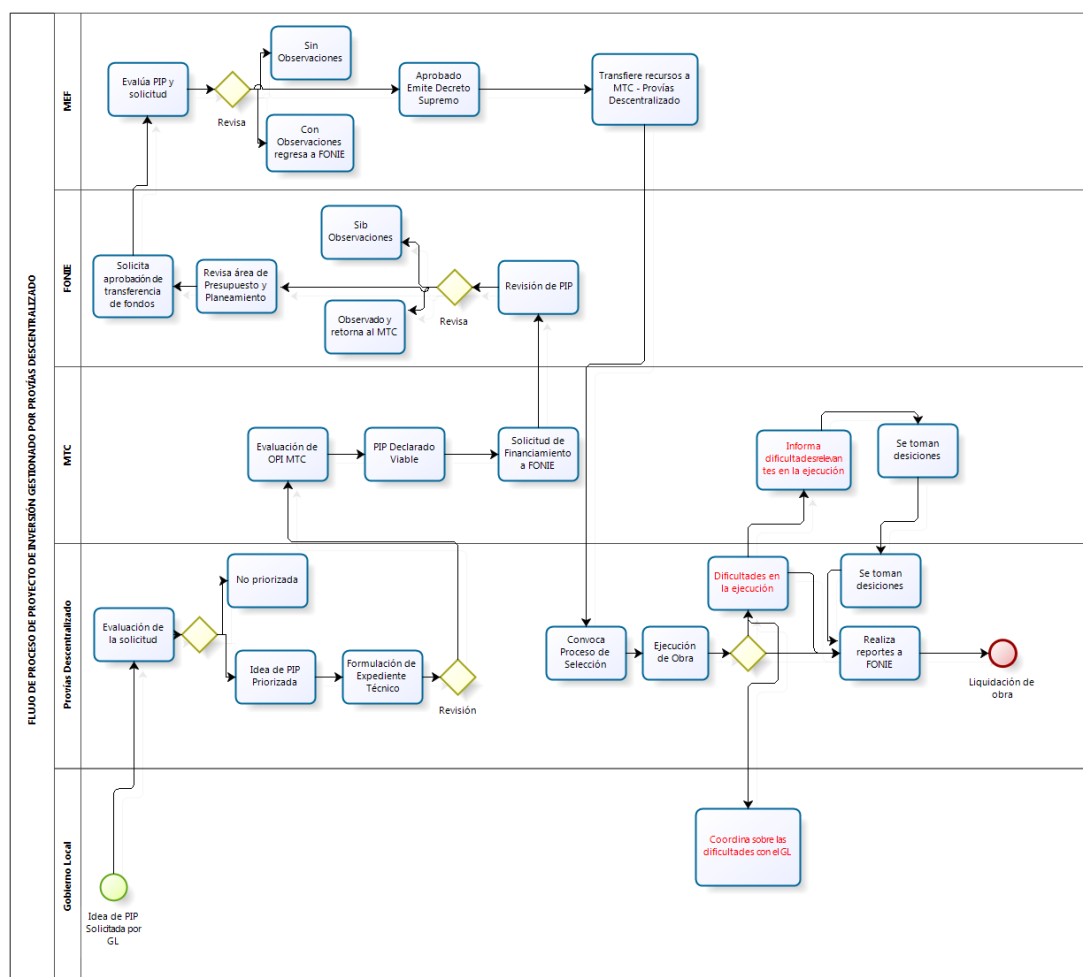 FLUJO DE PROCESO DE PROYECTO DE INVERSIÓN GESTIONADO POR PROVÍAS DESCENTRALIZADO
MEF
Evalúa PIP y
solicitud
Revisa
Sin
Observaciones
Con
Observaciones
regresa a FONIE
Aprobado
Emite Decreto
Supremo
Transfiere recursos a
MTC - Provías
Descentralizado
FONIE
Solicita
aprobación de
transferencia
de fondos
Revisa área de
Presupuesto y
Planeamiento
Sib
Observaciones
Observado y
retorna al MTC
Revisa
Revisión de PIP
MTC
Evaluación de
OPI MTC
PIP Declarado
Viable
Solicitud de
Financiamiento
a FONIE
Informa
dificultadesrelevan
tes en la ejecución
Se toman
desiciones
Provías Descentralizado
Evaluación de
la solicitud
No priorizada
Idea de PIP
Priorizada
Formulación de
Expediente
Técnico
Revisión
Convoca
Proceso de
Selección
Ejecución
de Obra
Dificultades en
la ejecución
Se toman
desiciones
Realiza
reportes a
FONIE
Liquidación de
obra
Gobierno Local
Idea de PIP
Solicitada por
GL
Coordina sobre las
dificultades con el GL